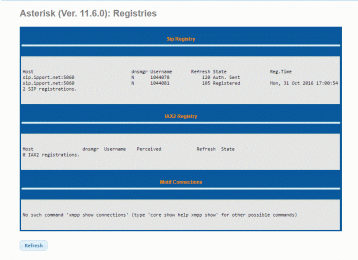 Asterisk (Ver. 11.6.0): Registries
Sip Registry
Host dnsmgr Username Refresh State Reg.Time
sip.ipport.net:5060 N 1044078 120 Auth. Sent
sip.ipport.net:5060 N 1044081 105 Registered Mon, 31 Oct 2016 17:00:54
2 SIP registrations.
IAX2 Registry
Host dnsmgr Username Perceived Refresh State
0 IAX2 registrations.
Motif Connections
No such command 'xmpp show connections' (type 'core show help xmpp show' for other possible commands)
Refresh